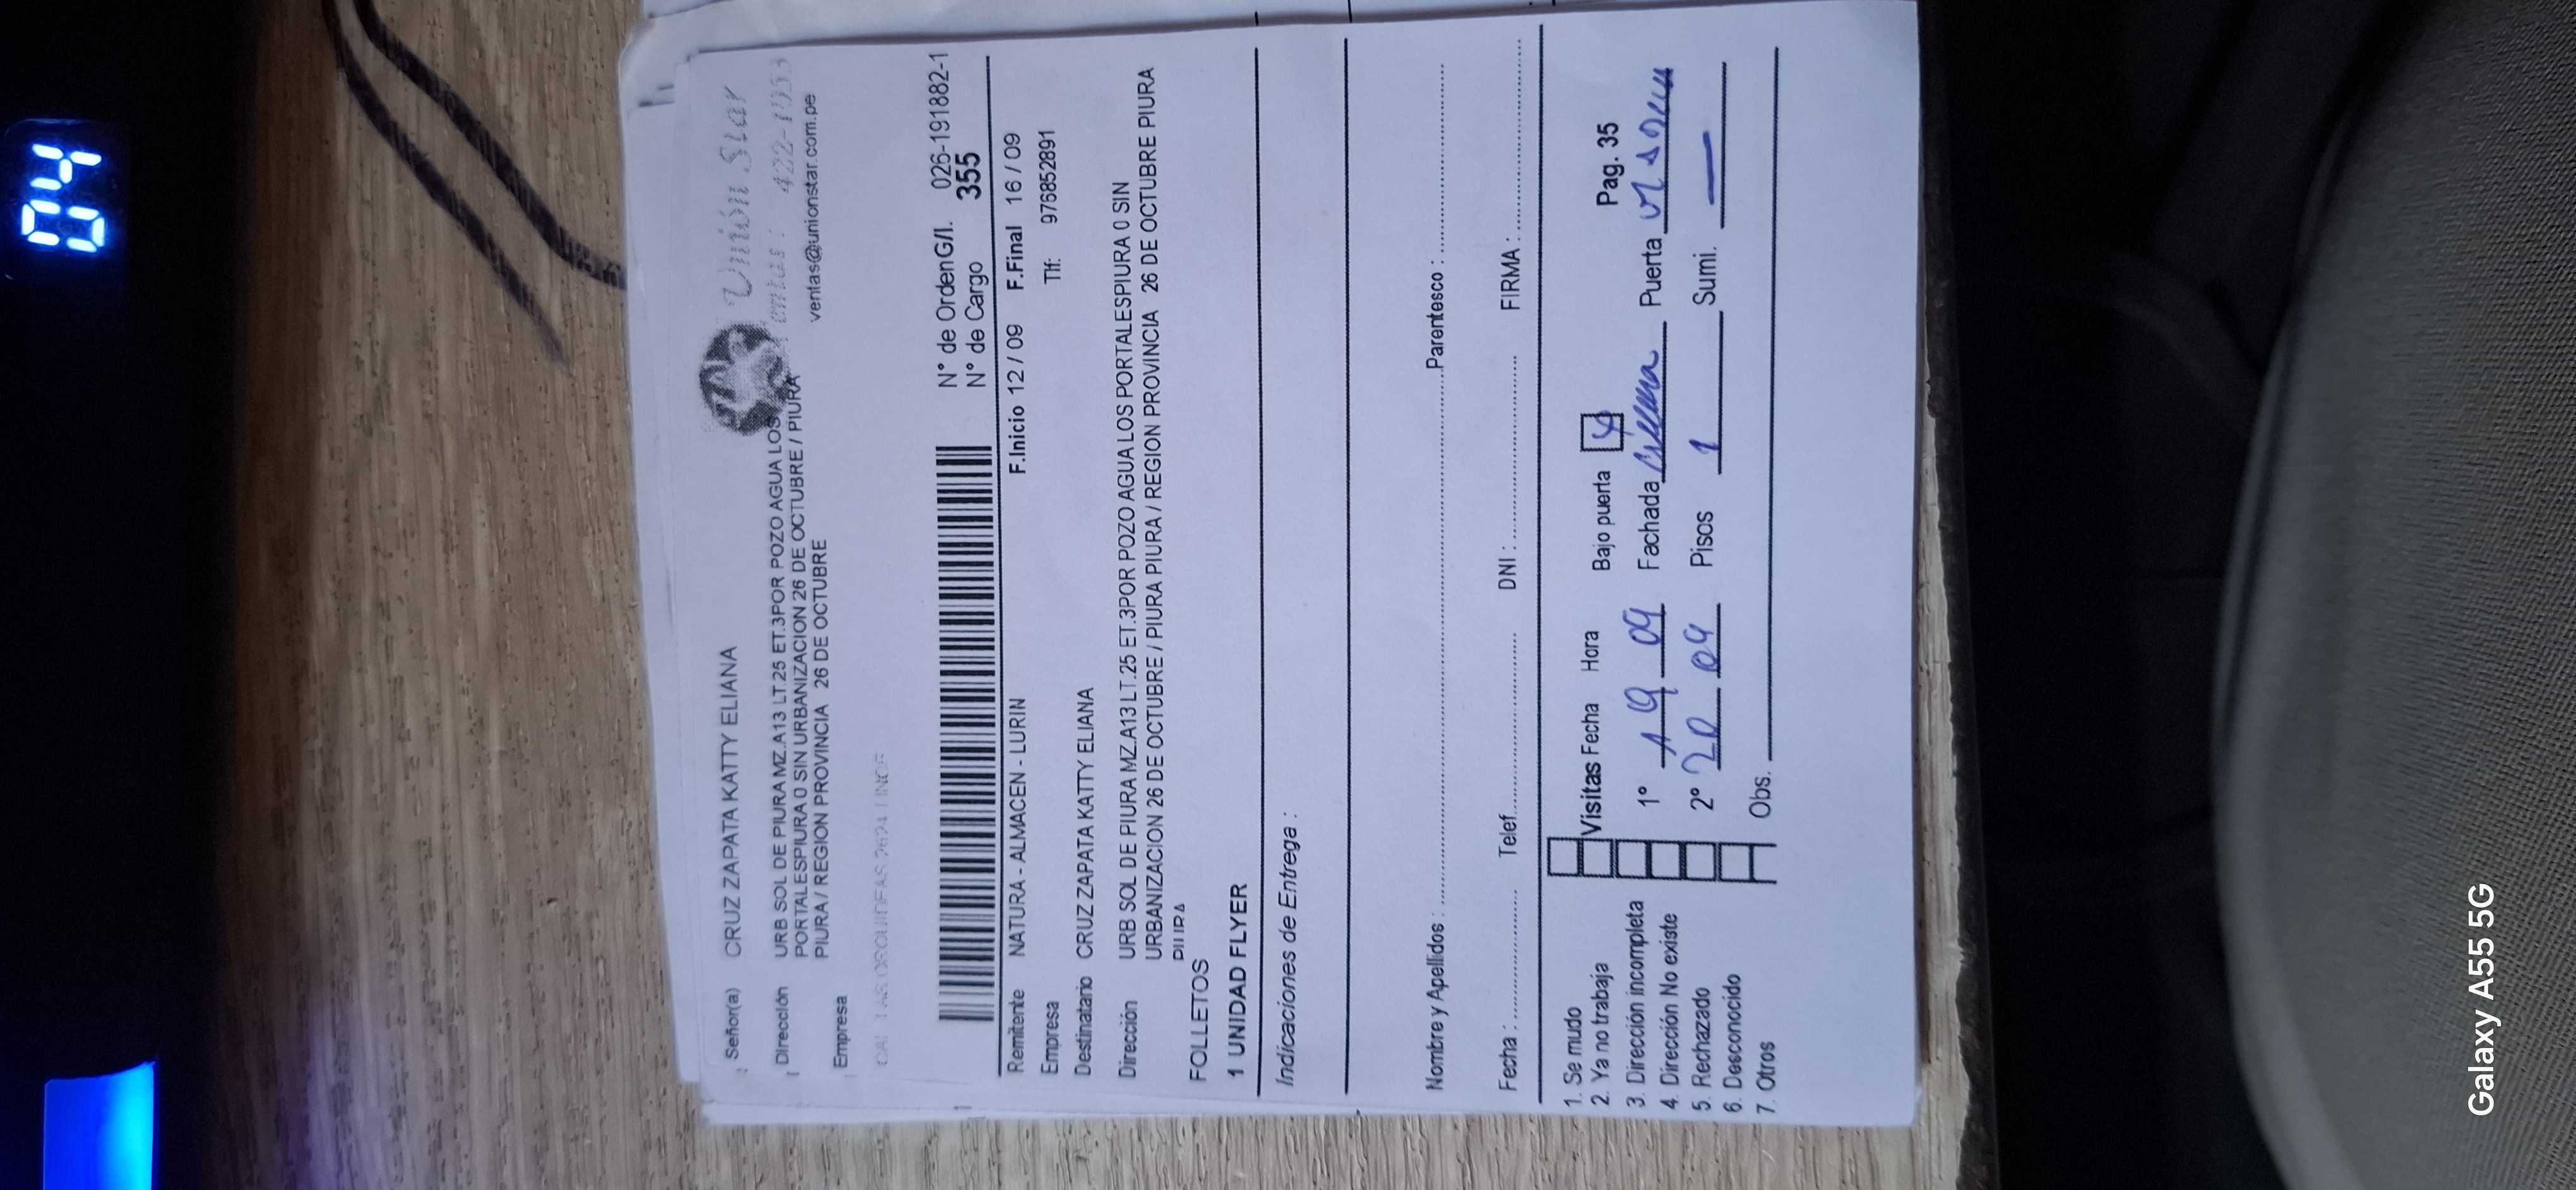 Unión Star
422-10
ventas@unionstar.com.pe
Señor(a) CRUZ ZAPATA KATTY ELIANA
Dirección URB SOL DE PIURA MZ.A13 LT.25 ET.3POR POZO AGUA LOS
PORTALESPIURA 0 SIN URBANIZACION 26 DE OCTUBRE / PIURA
PIURA / REGION PROVINCIA 26 DE OCTUBRE
Empresa
N° de OrdenG/I. 026-191882-1
N° de Cargo 355
Remitente NATURA - ALMACEN - LURIN F.Inicio 12 / 09 F.Final 16 / 09
Empresa Tlf: 976852891
Destinatario CRUZ ZAPATA KATTY ELIANA
Dirección URB SOL DE PIURA MZ.A13 LT.25 ET.3POR POZO AGUA LOS PORTALESPIURA 0 SIN
URBANIZACION 26 DE OCTUBRE / PIURA PIURA / REGION PROVINCIA 26 DE OCTUBRE PIURA
PIURA
FOLLETOS
1 UNIDAD FLYER
Indicaciones de Entrega :
Nombre y Apellidos : Parentesco :
Fecha : Telef. DNI : FIRMA :
1. Se mudo
2. Ya no trabaja
3. Dirección incompleta
4. Dirección No existe
5. Rechazado
6. Desconocido
7. Otros
Visitas Fecha Hora Bajo puerta Pag. 35
1° 19 09 Fachada Puerta
2° 20 09 Pisos 1 Sumi. —
Obs.
04
Galaxy A55 5G